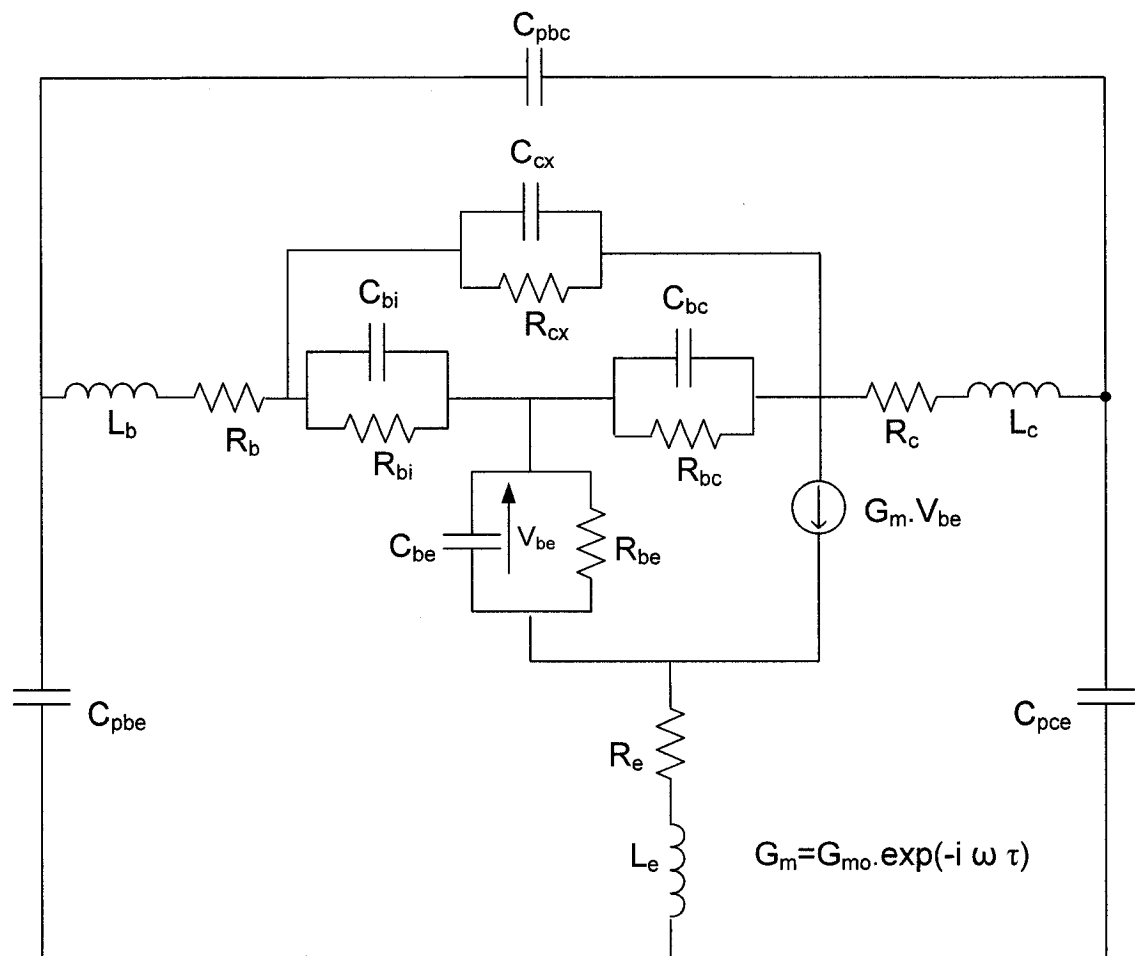 C_pbc
C_cx
R_cx
C_bi
C_bc
L_b
R_b
R_bi
R_bc
R_c
L_c
C_be
V_be
R_be
G_m.V_be
C_pbe
C_pce
R_e
L_e
G_m=G_mo.exp(-i ω τ)